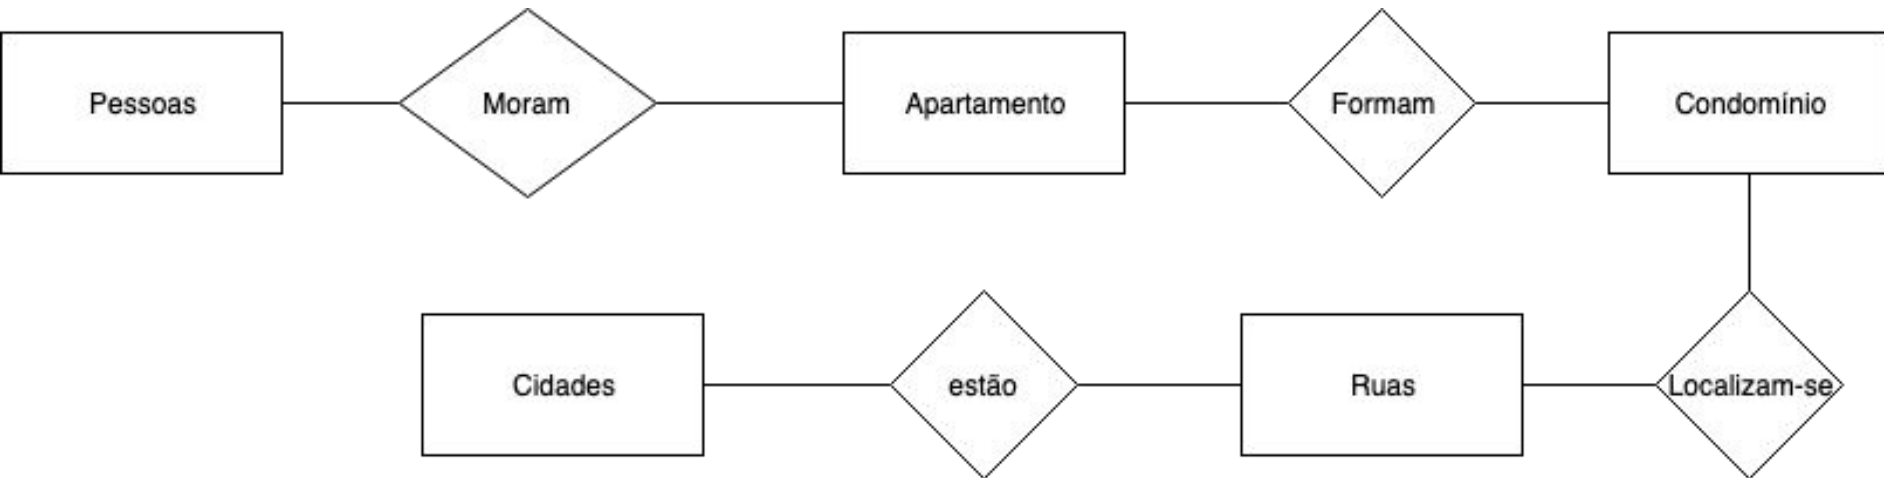 Pessoas
Moram
Apartamento
Formam
Condomínio
Cidades
estão
Ruas
Localizam-se